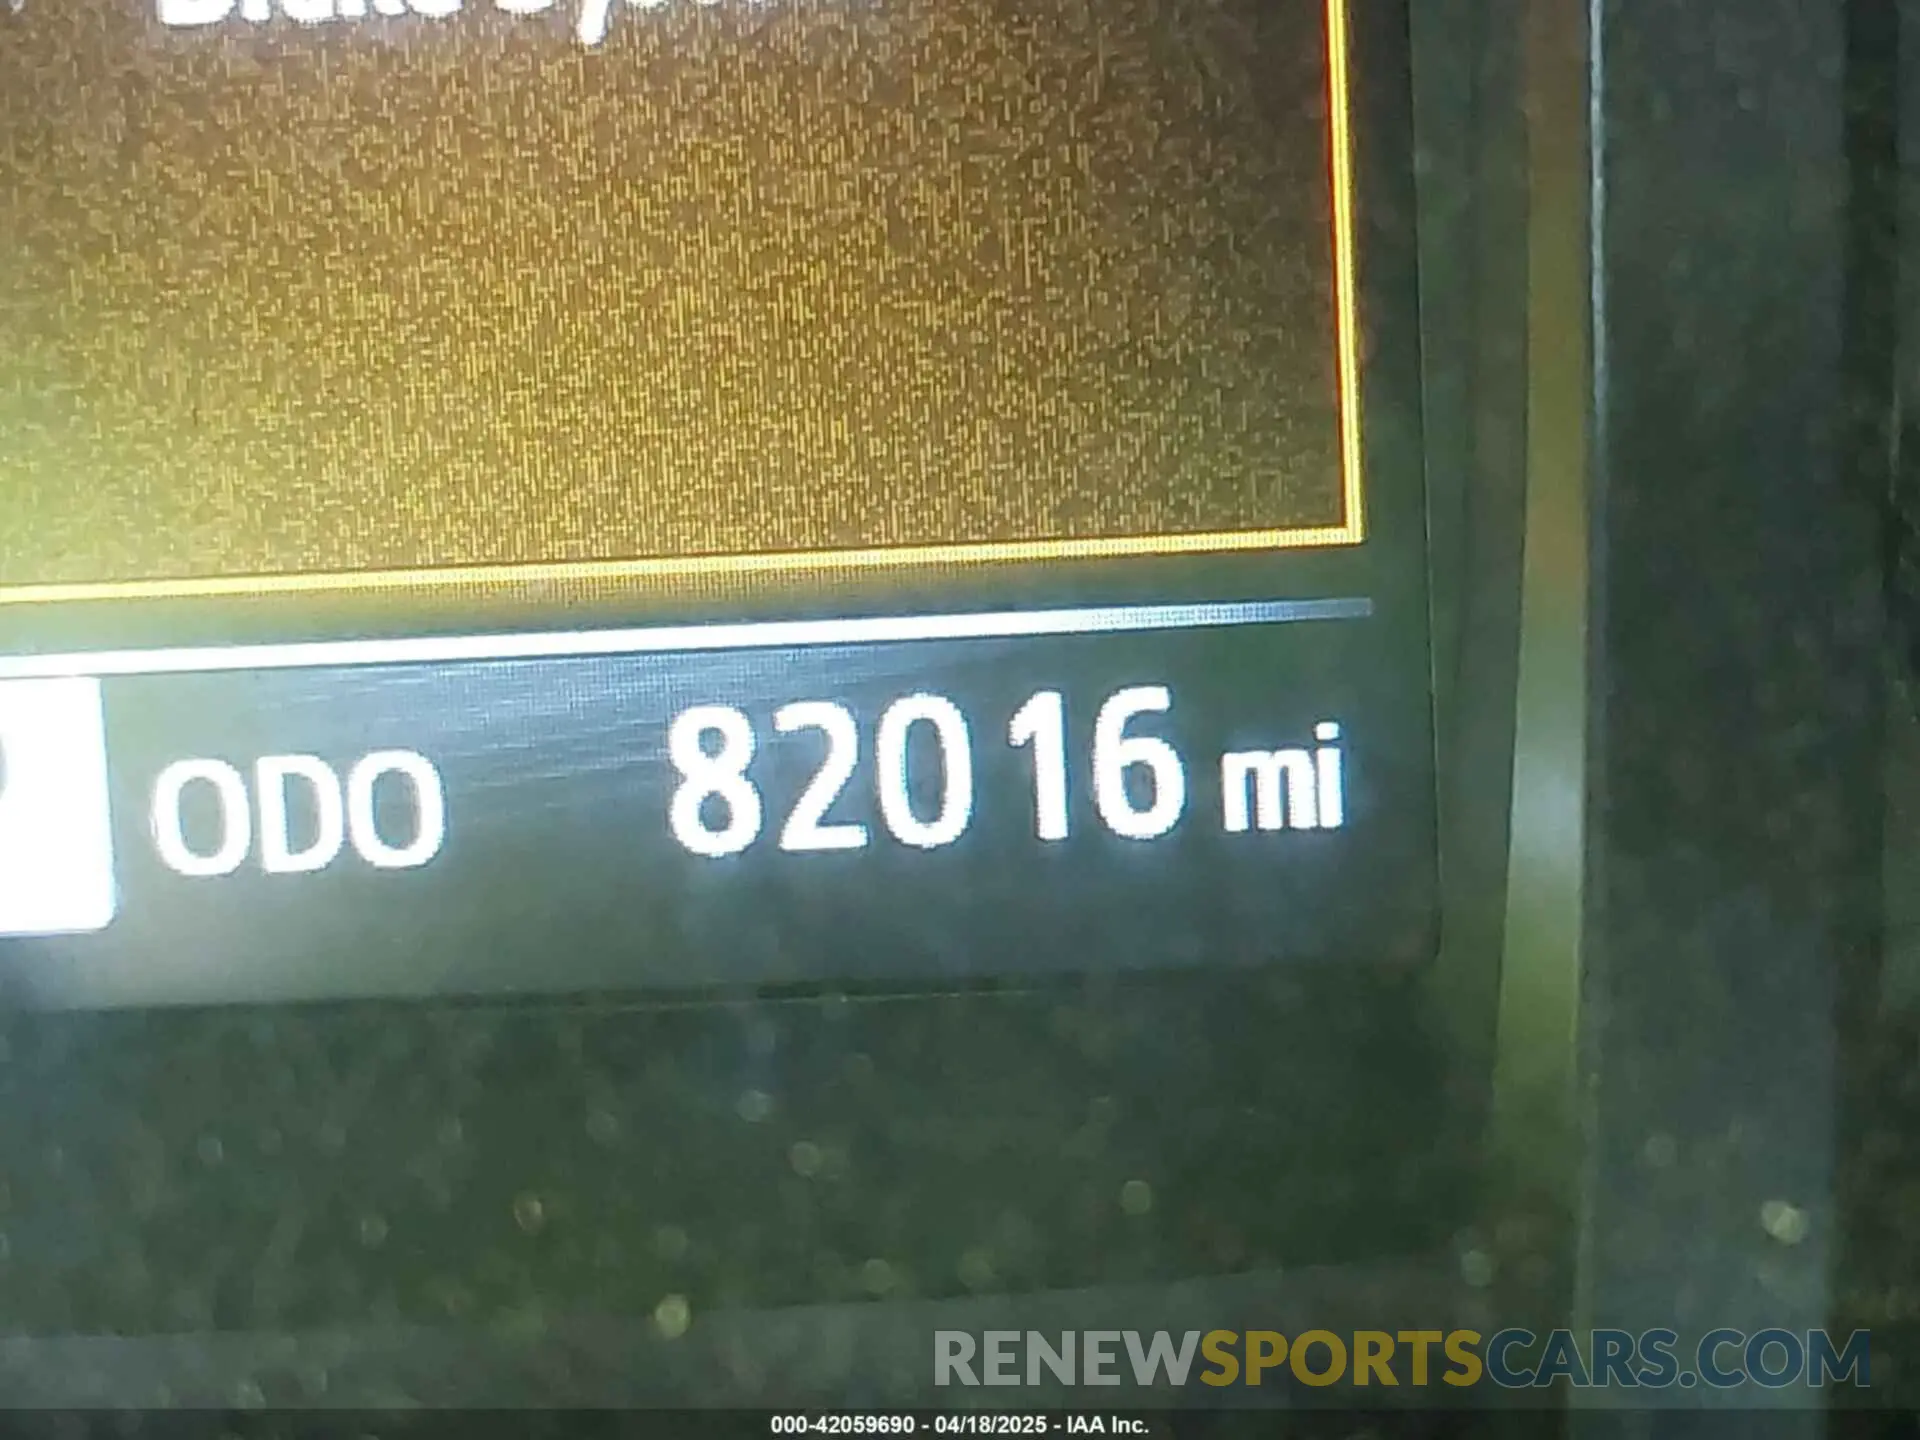 ODO 82016 mi
RENEWSPORTSCARS.COM
000-42059690 - 04/18/2025 - IAA Inc.